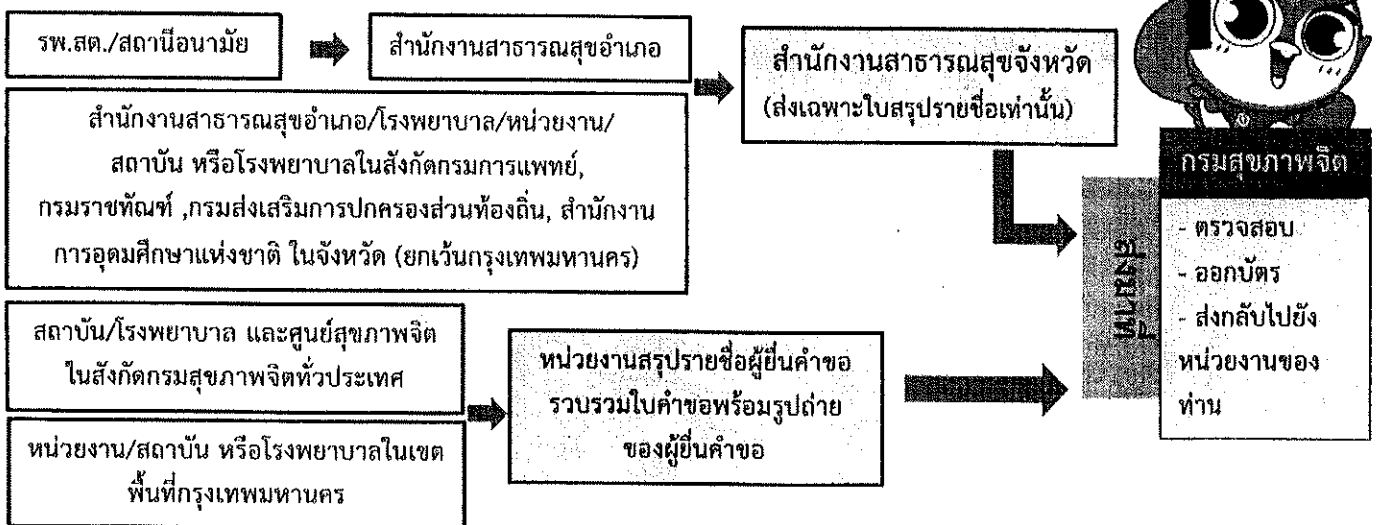 รพ.สต./สถานีอนามัย
สำนักงานสาธารณสุขอำเภอ
สำนักงานสาธารณสุขอำเภอ/โรงพยาบาล/หน่วยงาน/
สถาบัน หรือโรงพยาบาลในสังกัดกรมการแพทย์,
กรมราชทัณฑ์ ,กรมส่งเสริมการปกครองส่วนท้องถิ่น, สำนักงาน
การอุดมศึกษาแห่งชาติ ในจังหวัด (ยกเว้นกรุงเทพมหานคร)
สำนักงานสาธารณสุขจังหวัด
(ส่งเฉพาะใบสรุปรายชื่อเท่านั้น)
สถาบัน/โรงพยาบาล และศูนย์สุขภาพจิต
ในสังกัดกรมสุขภาพจิตทั่วประเทศ
หน่วยงาน/สถาบัน หรือโรงพยาบาลในเขต
พื้นที่กรุงเทพมหานคร
หน่วยงานสรุปรายชื่อผู้ยื่นคำขอ
รวบรวมใบคำขอพร้อมรูปถ่าย
ของผู้ยื่นคำขอ
ส่งมาที่
กรมสุขภาพจิต
- ตรวจสอบ
- ออกบัตร
- ส่งกลับไปยัง
หน่วยงานของ
ท่าน